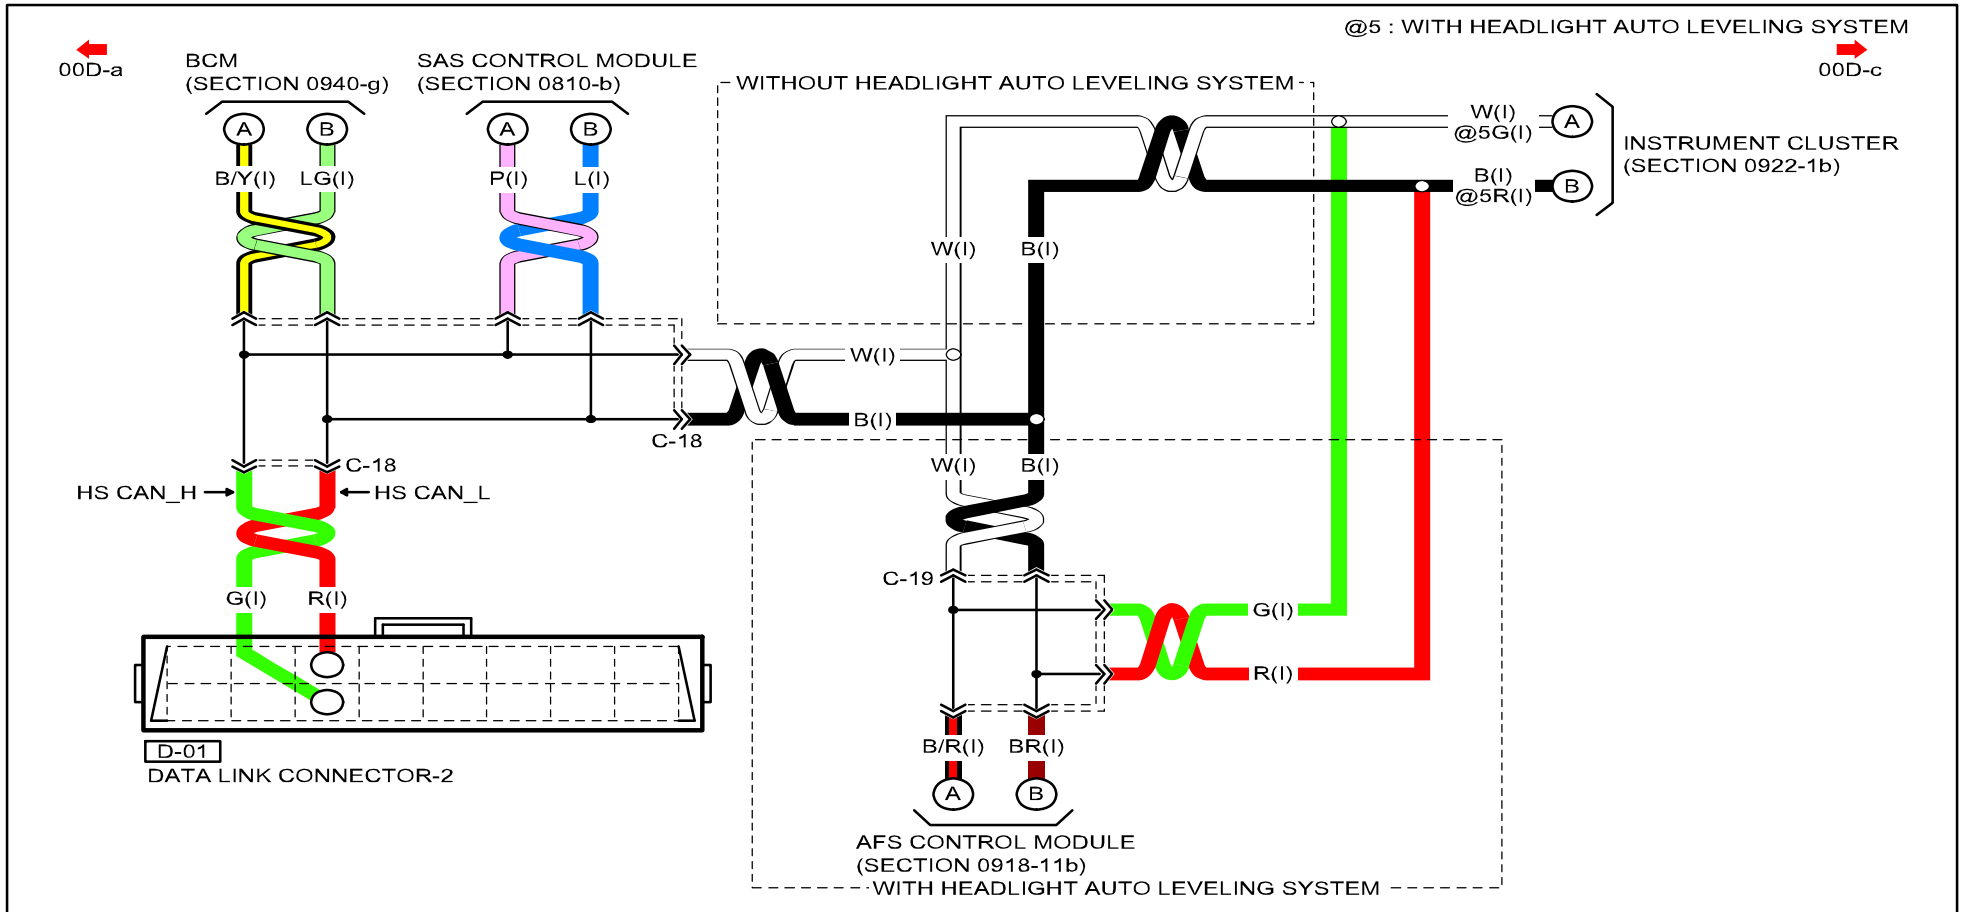 @5 : WITH HEADLIGHT AUTO LEVELING SYSTEM
00D-a
00D-c
BCM
(SECTION 0940-g)
SAS CONTROL MODULE
(SECTION 0810-b)
WITHOUT HEADLIGHT AUTO LEVELING SYSTEM
A
B
A
B
B/Y(I)
LG(I)
P(I)
L(I)
W(I)
@5G(I)
A
B(I)
@5R(I)
B
INSTRUMENT CLUSTER
(SECTION 0922-1b)
W(I)
B(I)
W(I)
B(I)
C-18
C-18
HS CAN_H
HS CAN_L
W(I)
B(I)
C-19
G(I)
R(I)
G(I)
R(I)
D-01
DATA LINK CONNECTOR-2
B/R(I)
BR(I)
A
B
AFS CONTROL MODULE
(SECTION 0918-11b)
WITH HEADLIGHT AUTO LEVELING SYSTEM